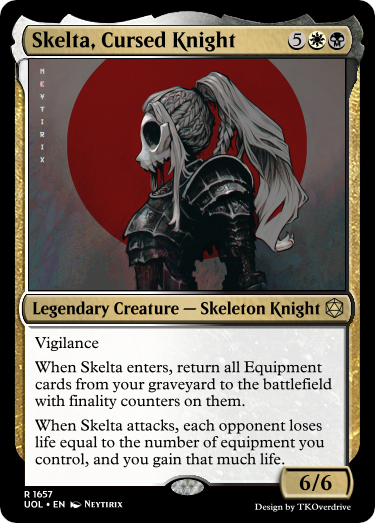 Skelta, Cursed Knight 5
NEYTIRIX
Legendary Creature — Skeleton Knight
Vigilance
When Skelta enters, return all Equipment
cards from your graveyard to the battlefield
with finality counters on them.
When Skelta attacks, each opponent loses
life equal to the number of equipment you
control, and you gain that much life.
6/6
R 1657
UOL • EN NEYTIRIX
Design by TKOverdrive